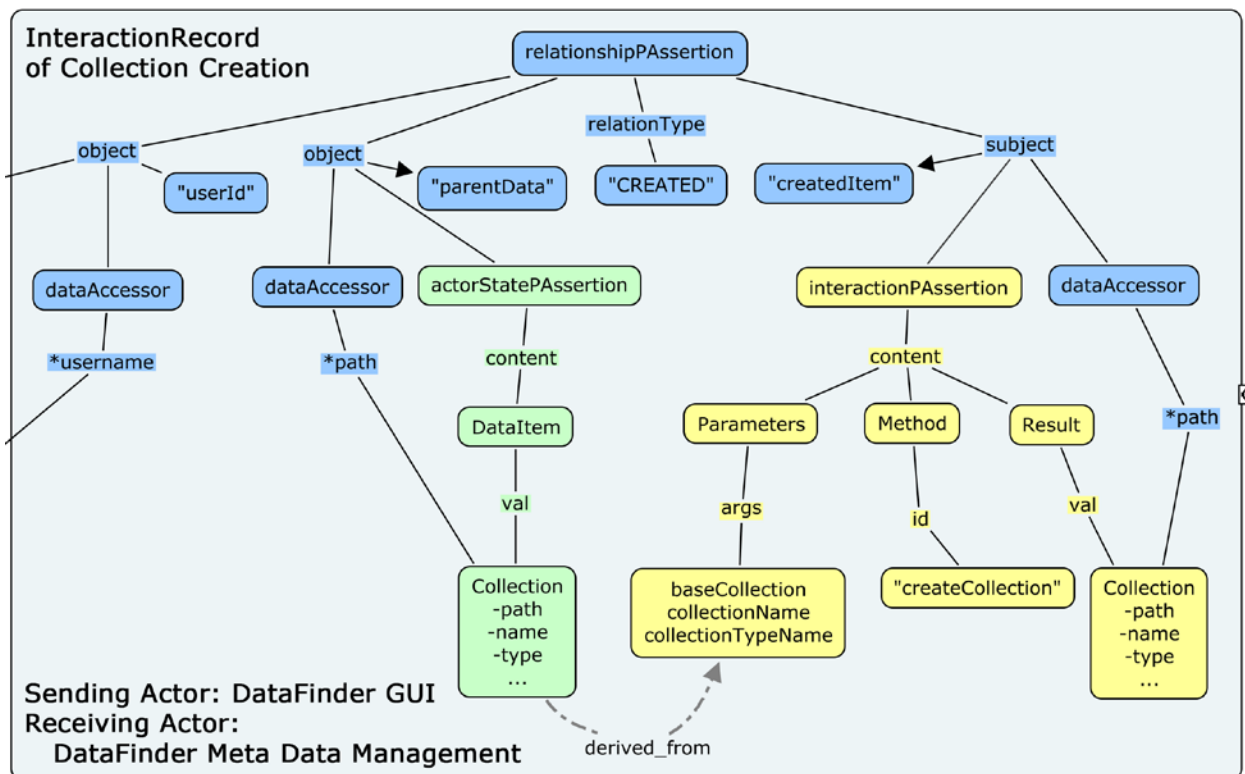 InteractionRecord
of Collection Creation
relationshipPAssertion
object
object
relationType
subject
"userId"
"parentData"
"CREATED"
"createdItem"
dataAccessor
dataAccessor
actorStatePAssertion
interactionPAssertion
dataAccessor
*username
*path
content
content
DataItem
Parameters
Method
Result
*path
val
args
id
val
Collection
-path
-name
-type
...
baseCollection
collectionName
collectionTypeName
"createCollection"
Collection
-path
-name
-type
...
derived_from
Sending Actor: DataFinder GUI
Receiving Actor:
DataFinder Meta Data Management